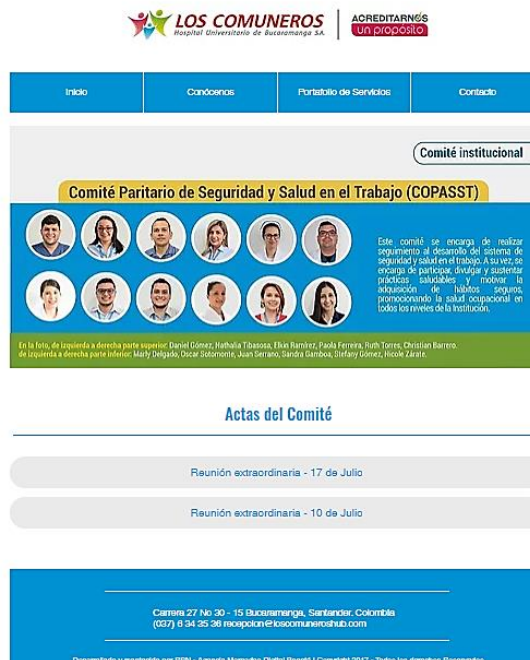 LOS COMUNEROS
Hospital Universitario de Bucaramanga S.A.
ACREDITARNOS
un propósito
Inicio
Conócenos
Portafolio de Servicios
Contacto
Comité institucional
Comité Paritario de Seguridad y Salud en el Trabajo (COPASST)
Este comité se encarga de realizar
seguimiento al desarrollo del sistema de
seguridad y salud en el trabajo. A su vez, se
encarga de participar, divulgar y sustentar
prácticas saludables y motivar la
adquisición de hábitos seguros,
promocionando la salud ocupacional en
todos los niveles de la Institución.
En la foto, de izquierda a derecha parte superior: Daniel Gómez, Nathalia Tibasosa, Elkin Ramírez, Paola Ferreira, Ruth Torres, Christian Barrero.
de izquierda a derecha parte inferior: Marly Delgado, Oscar Sotomonte, Juan Serrano, Sandra Gamboa, Stefany Gómez, Nicole Zárate.
Actas del Comité
Reunión extraordinaria - 17 de Julio
Reunión extraordinaria - 10 de Julio
Carrera 27 No 30 - 15 Bucaramanga, Santander. Colombia
(037) 6 34 35 36 recepcion@loscomuneroshub.com